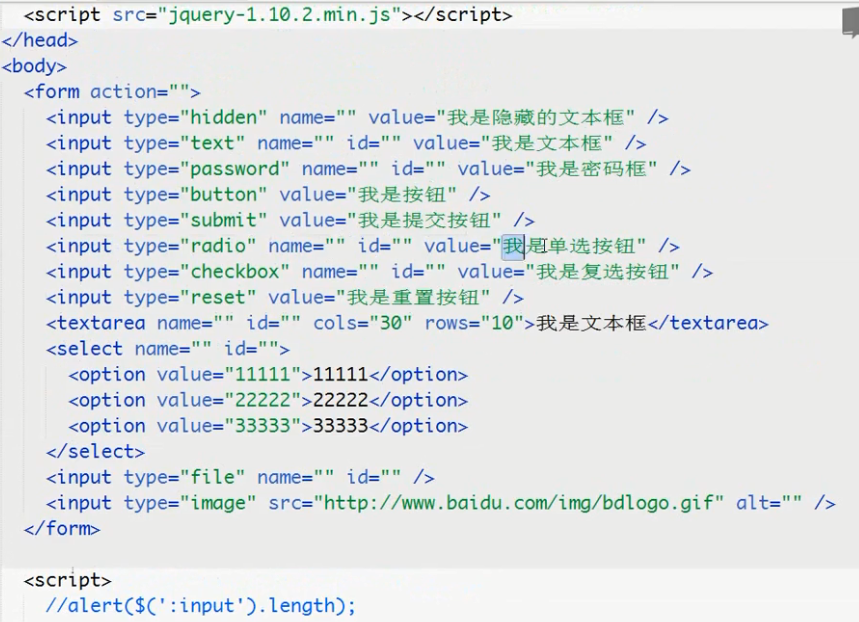 <script src="jquery-1.10.2.min.js"></script>
</head>
<body>
<form action="">
<input type="hidden" name="" value="我是隐藏的文本框" />
<input type="text" name="" id="" value="我是文本框" />
<input type="password" name="" id="" value="我是密码框" />
<input type="button" value="我是按钮" />
<input type="submit" value="我是提交按钮" />
<input type="radio" name="" id="" value="我是单选按钮" />
<input type="checkbox" name="" id="" value="我是复选按钮" />
<input type="reset" value="我是重置按钮" />
<textarea name="" id="" cols="30" rows="10">我是文本框</textarea>
<select name="" id="">
<option value="11111">11111</option>
<option value="22222">22222</option>
<option value="33333">33333</option>
</select>
<input type="file" name="" id="" />
<input type="image" src="http://www.baidu.com/img/bdlogo.gif" alt="" />
</form>
<script>
//alert($(':input').length);